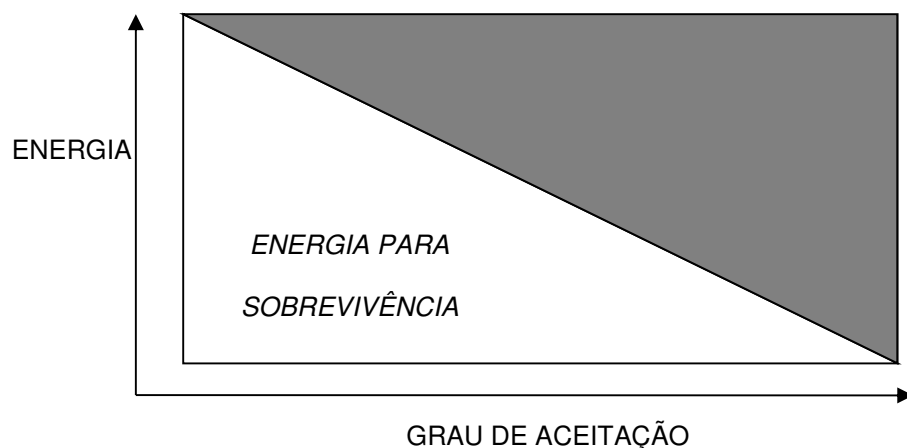 ENERGIA
ENERGIA PARA
SOBREVIVÊNCIA
GRAU DE ACEITAÇÃO